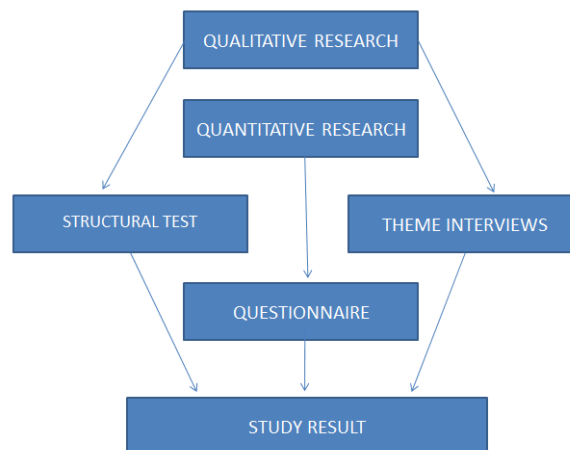 QUALITATIVE RESEARCH
QUANTITATIVE RESEARCH
STRUCTURAL TEST
THEME INTERVIEWS
QUESTIONNAIRE
STUDY RESULT